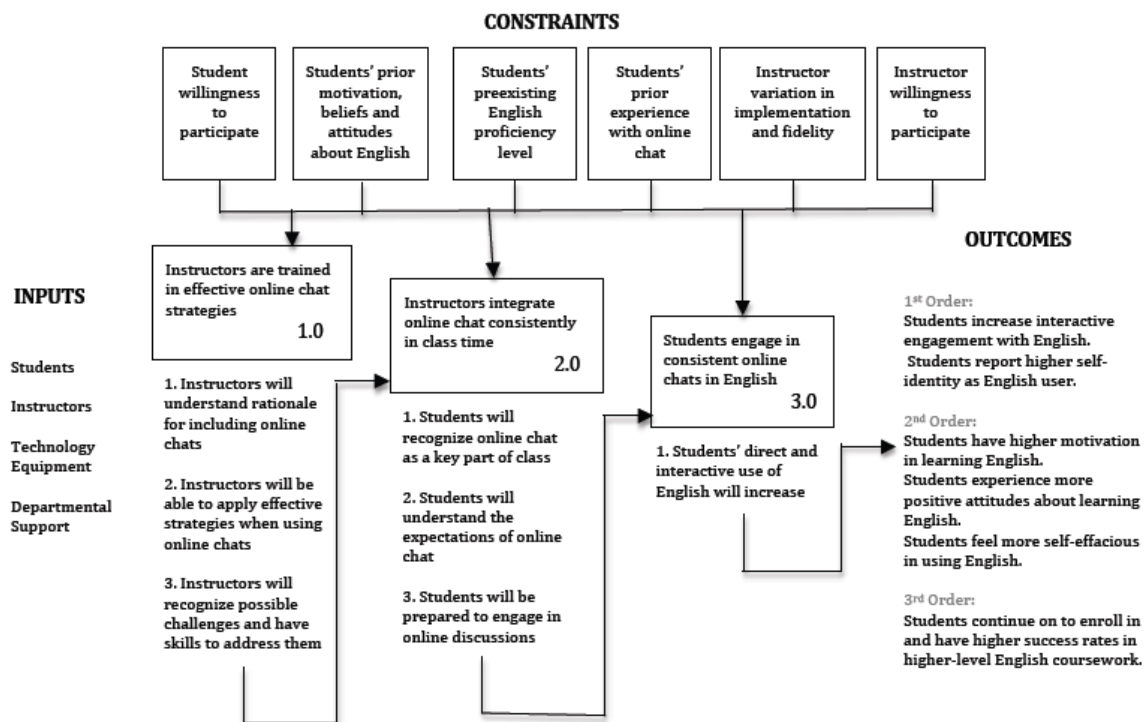 CONSTRAINTS
Student
willingness
to
participate
Students' prior
motivation,
beliefs and
attitudes
about English
Students'
preexisting
English
proficiency
level
Students'
prior
experience
with online
chat
Instructor
variation in
implementation
and fidelity
Instructor
willingness
to
participate
INPUTS
Students
Instructors
Technology
Equipment
Departmental
Support
Instructors are trained
in effective online chat
strategies
1.0
1. Instructors will
understand rationale
for including online
chats
2. Instructors will be
able to apply effective
strategies when using
online chats
3. Instructors will
recognize possible
challenges and have
skills to address them
Instructors integrate
online chat consistently
in class time
2.0
1. Students will
recognize online chat
as a key part of class
2. Students will
understand the
expectations of online
chat
3. Students will be
prepared to engage in
online discussions
Students engage in
consistent online
chats in English
3.0
1. Students' direct and
interactive use of
English will increase
OUTCOMES
1st Order:
Students increase interactive
engagement with English.
Students report higher self-
identity as English user.
2nd Order:
Students have higher motivation
in learning English.
Students experience more
positive attitudes about learning
English.
Students feel more self-effacious
in using English.
3rd Order:
Students continue on to enroll in
and have higher success rates in
higher-level English coursework.